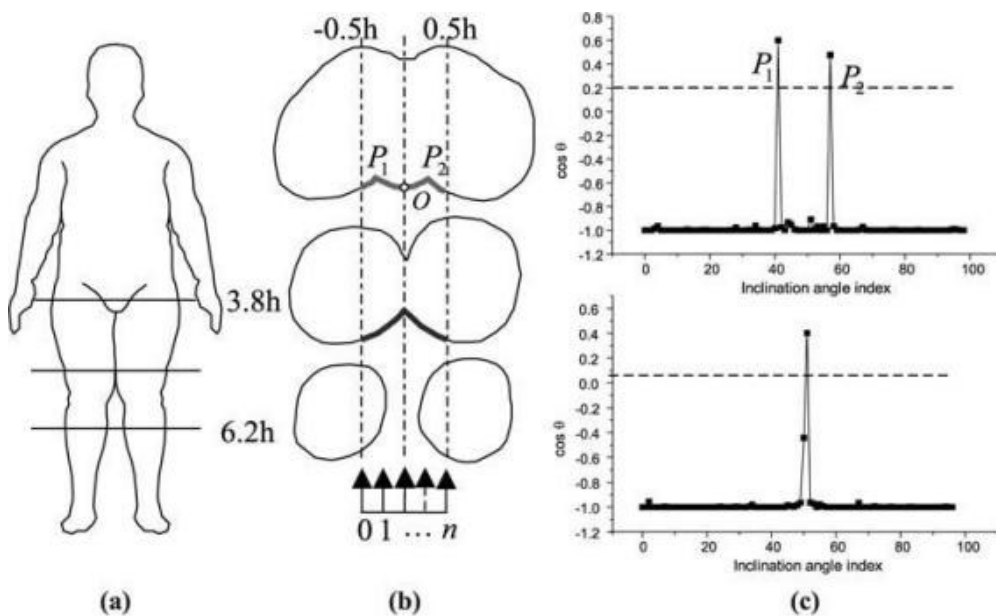 3.8h
6.2h
(a)
-0.5h 0.5h
P1 P2
O
0 1 ... n
(b)
0.8
0.6
0.4
0.2
0.0
-0.2
-0.4
-0.6
-0.8
-1.0
-1.2
cos θ
P1 P2
0 20 40 60 80 100
Inclination angle index
0.6
0.4
0.2
0.0
-0.2
-0.4
-0.6
-0.8
-1.0
-1.2
cos θ
0 20 40 60 80 100
Inclination angle index
(c)